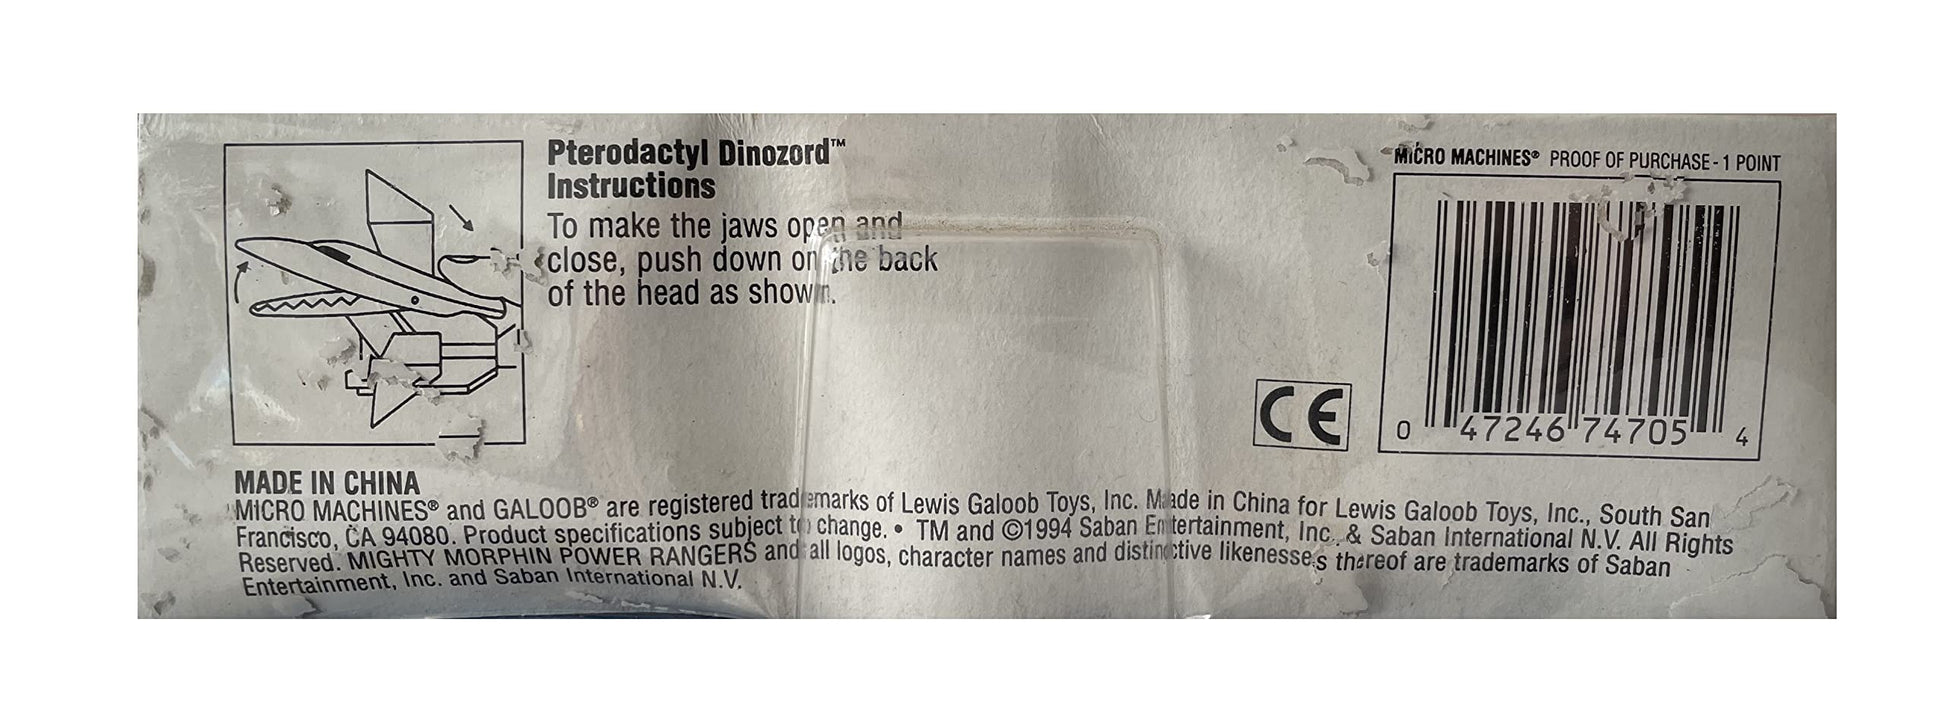 Pterodactyl Dinozord™
Instructions
To make the jaws open and
close, push down on the back
of the head as shown.
MICRO MACHINES® PROOF OF PURCHASE - 1 POINT
CE
0 47246 74705 4
MADE IN CHINA
MICRO MACHINES® and GALOOB® are registered trademarks of Lewis Galoob Toys, Inc. Made in China for Lewis Galoob Toys, Inc., South San
Francisco, CA 94080. Product specifications subject to change. • TM and ©1994 Saban Entertainment, Inc. & Saban International N.V. All Rights
Reserved. MIGHTY MORPHIN POWER RANGERS and all logos, character names and distinctive likenesses thereof are trademarks of Saban
Entertainment, Inc. and Saban International N.V.